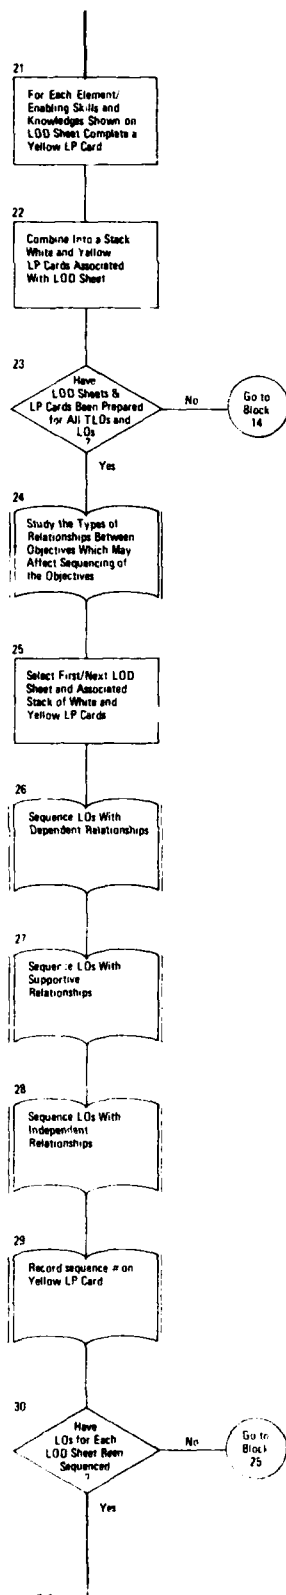 21
For Each Element/
Enabling Skills and
Knowledges Shown on
LOD Sheet Complete a
Yellow LP Card
22
Combine Into a Stack
White and Yellow
LP Cards Associated
With LOD Sheet
23
Have
LOD Sheets &
LP Cards Been Prepared
for All TLOs and
LOs
?
No
Go to
Block
14
Yes
24
Study the Types of
Relationships Between
Objectives Which May
Affect Sequencing of
the Objectives
25
Select First/Next LOD
Sheet and Associated
Stack of White and
Yellow LP Cards
26
Sequence LOs With
Dependent Relationships
27
Sequence LOs With
Supportive
Relationships
28
Sequence LOs With
Independent
Relationships
29
Record sequence # on
Yellow LP Card
30
Have
LOs for Each
LOD Sheet Been
Sequenced
?
No
Go to
Block
25
Yes